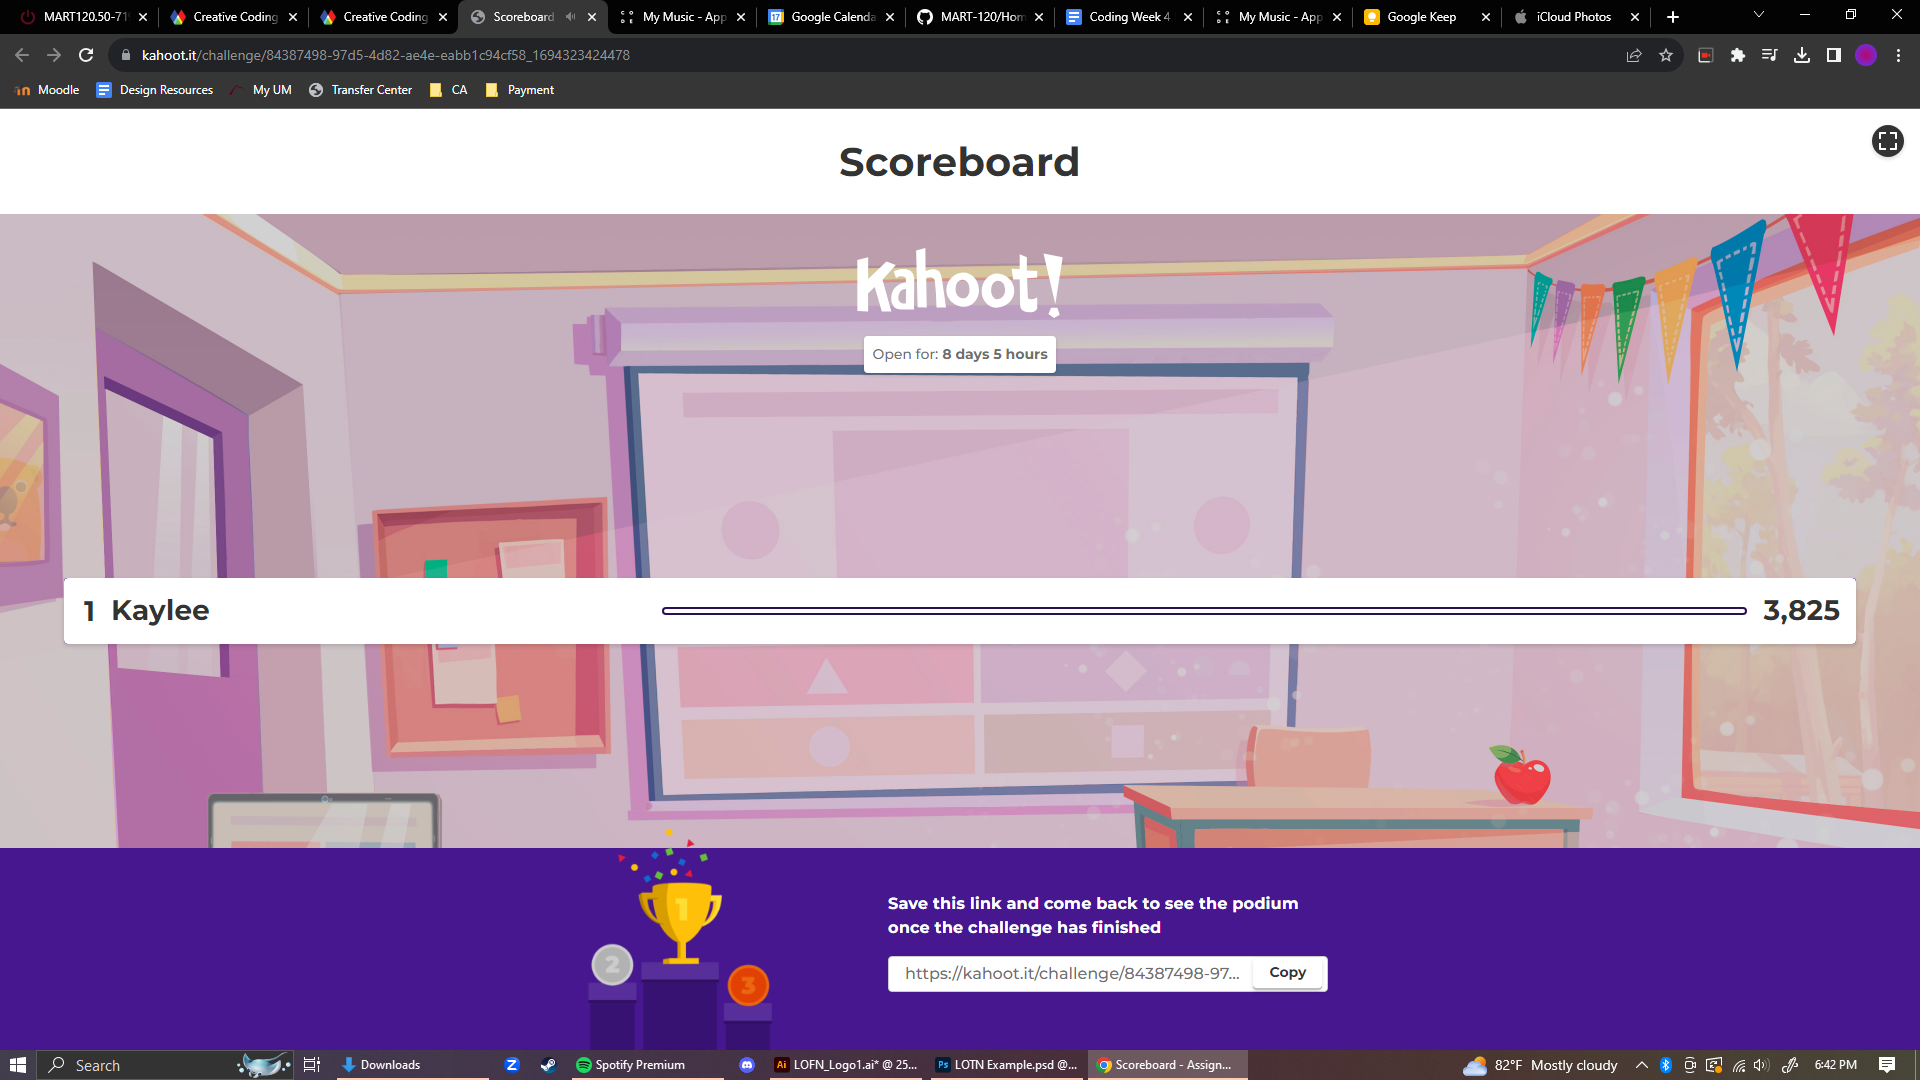 MART120.50-71
Creative Coding
Creative Coding
Scoreboard
My Music - App
Google Calenda
MART-120/Hom
Coding Week 4
My Music - App
Google Keep
iCloud Photos
kahoot.it/challenge/84387498-97d5-4d82-ae4e-eabb1c94cf58_1694323424478
Moodle
Design Resources
My UM
Transfer Center
CA
Payment
Scoreboard
Kahoot!
Open for: 8 days 5 hours
1 Kaylee 3,825
1
2
3
Save this link and come back to see the podium
once the challenge has finished
https://kahoot.it/challenge/84387498-97...
Copy
Search
Downloads
Spotify Premium
LOFN_Logo1.ai* @ 25...
LOTN Example.psd @...
Scoreboard - Assign...
82°F Mostly cloudy
6:42 PM